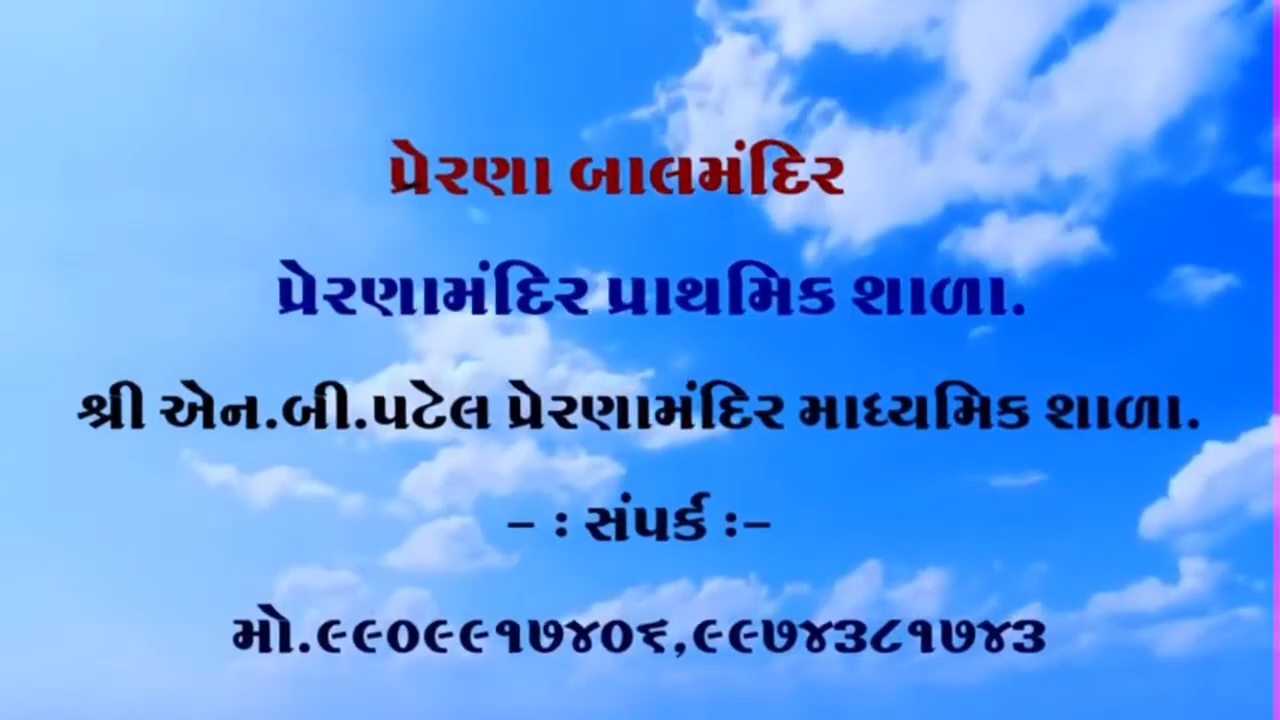 પ્રેરણા બાલમંદિર
પ્રેરણામંદિર પ્રાથમિક શાળા.
શ્રી એન.બી.પટેલ પ્રેરણામંદિર માધ્યમિક શાળા.
– : સંપર્ક :–
મો.૯૯૦૯૯૧૭૪૦૬,૯૯૭૪૩૮૧૭૪૩